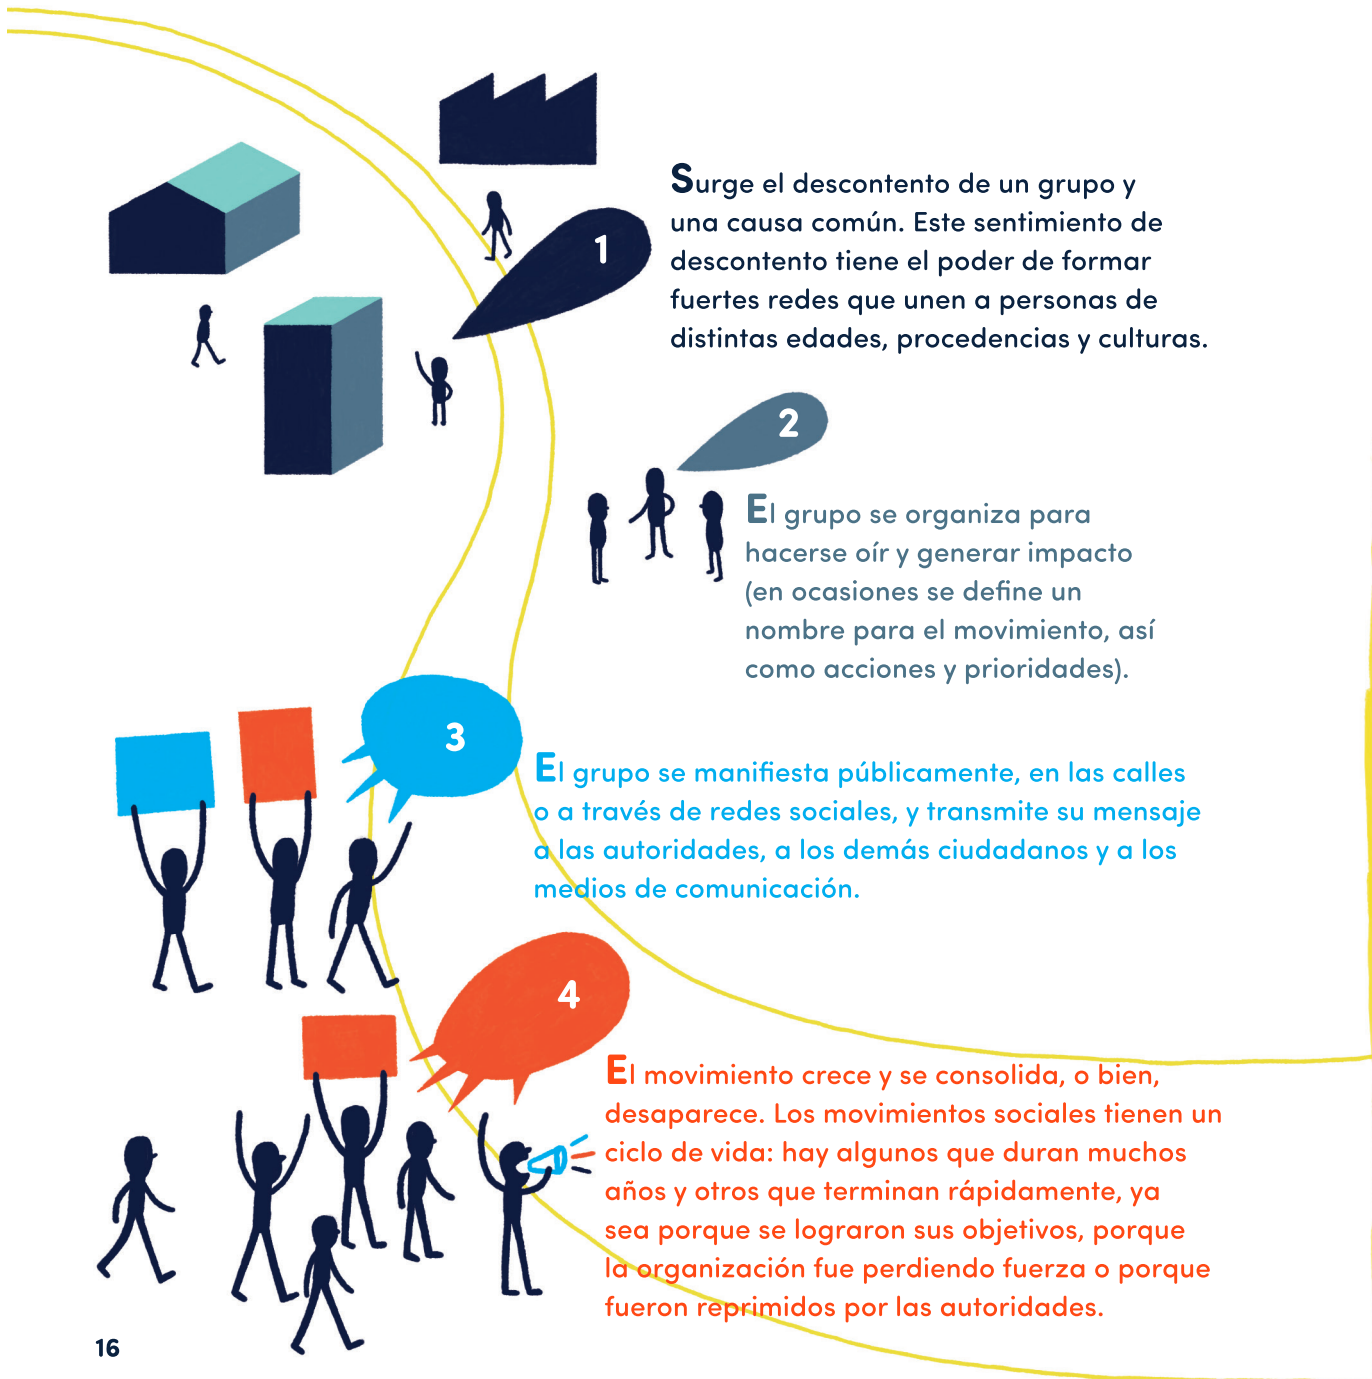 1
Surge el descontento de un grupo y
una causa común. Este sentimiento de
descontento tiene el poder de formar
fuertes redes que unen a personas de
distintas edades, procedencias y culturas.
2
El grupo se organiza para
hacerse oír y generar impacto
(en ocasiones se define un
nombre para el movimiento, así
como acciones y prioridades).
3
El grupo se manifiesta públicamente, en las calles
o a través de redes sociales, y transmite su mensaje
a las autoridades, a los demás ciudadanos y a los
medios de comunicación.
4
El movimiento crece y se consolida, o bien,
desaparece. Los movimientos sociales tienen un
ciclo de vida: hay algunos que duran muchos
años y otros que terminan rápidamente, ya
sea porque se lograron sus objetivos, porque
la organización fue perdiendo fuerza o porque
fueron reprimidos por las autoridades.
16